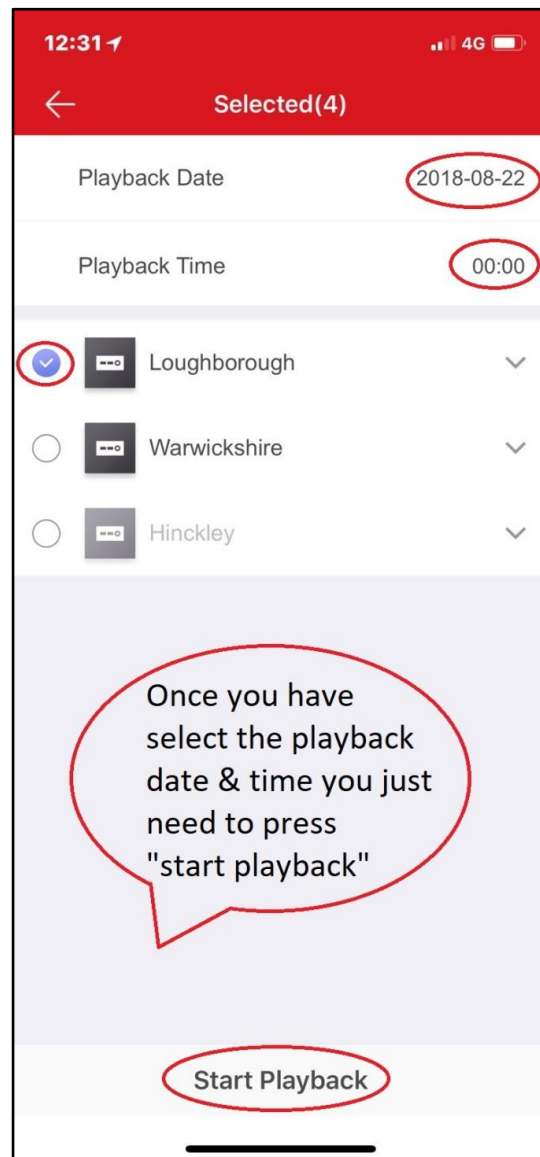 12:31 4G
Selected(4)
Playback Date 2018-08-22
Playback Time 00:00
Loughborough
Warwickshire
Hinckley
Once you have
select the playback
date & time you just
need to press
"start playback"
Start Playback